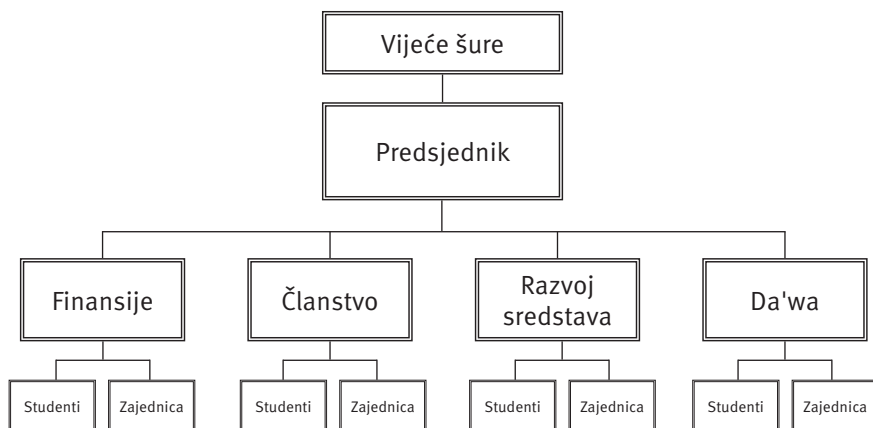 Vijeće šure
Predsjednik
Finansije
Članstvo
Razvoj
sredstava
Da'wa
Studenti
Zajednica
Studenti
Zajednica
Studenti
Zajednica
Studenti
Zajednica